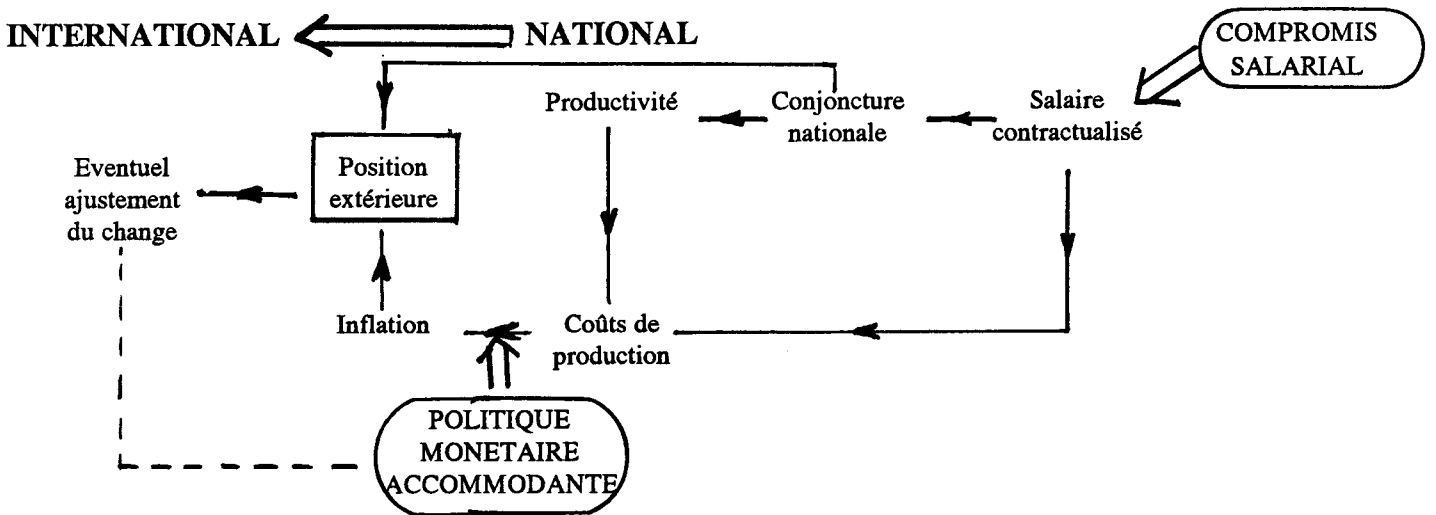 INTERNATIONAL
NATIONAL
COMPROMIS
SALARIAL
Productivité
Conjoncture
nationale
Salaire
contractualisé
Eventuel
ajustement
du change
Position
extérieure
Inflation
Coûts de
production
POLITIQUE
MONETAIRE
ACCOMMODANTE